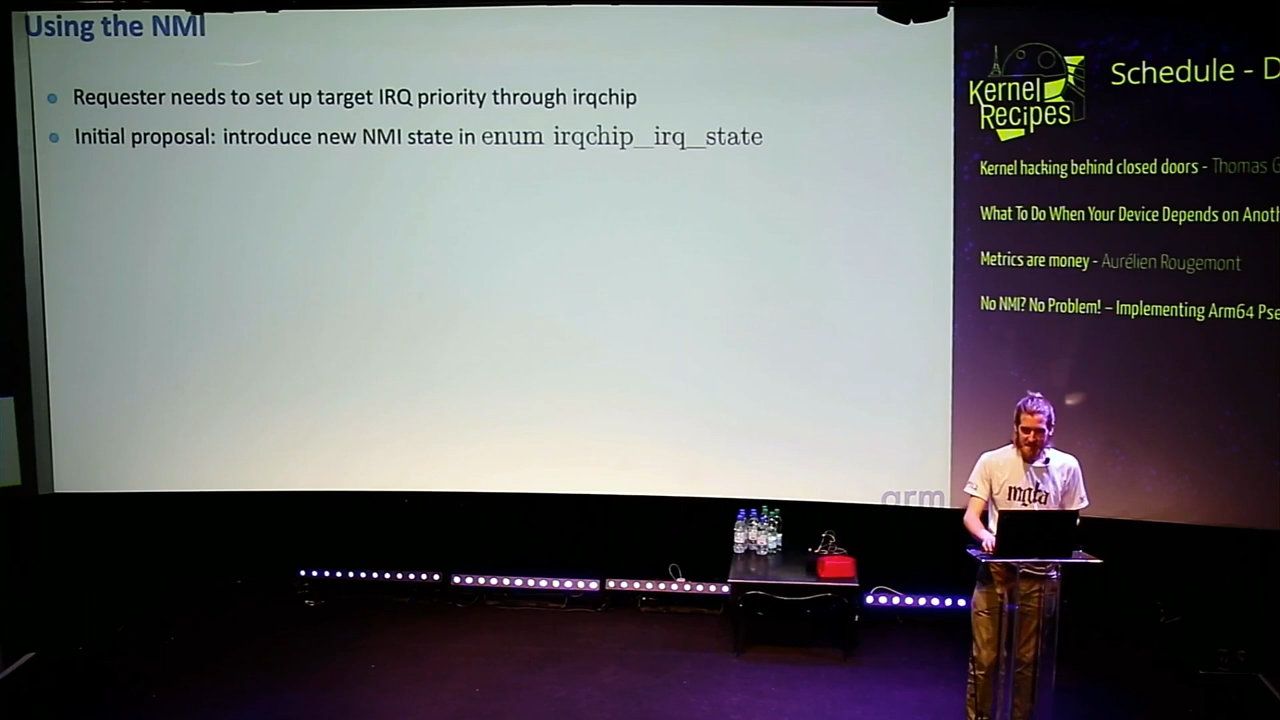 Using the NMI
Requester needs to set up target IRQ priority through irqchip
Initial proposal: introduce new NMI state in enum irqchip_irq_state
arm
Kernel
Recipes
Schedule - D
Kernel hacking behind closed doors - Thomas G
What To Do When Your Device Depends on Anoth
Metrics are money - Aurélien Rougemont
No NMI? No Problem! – Implementing Arm64 Pse